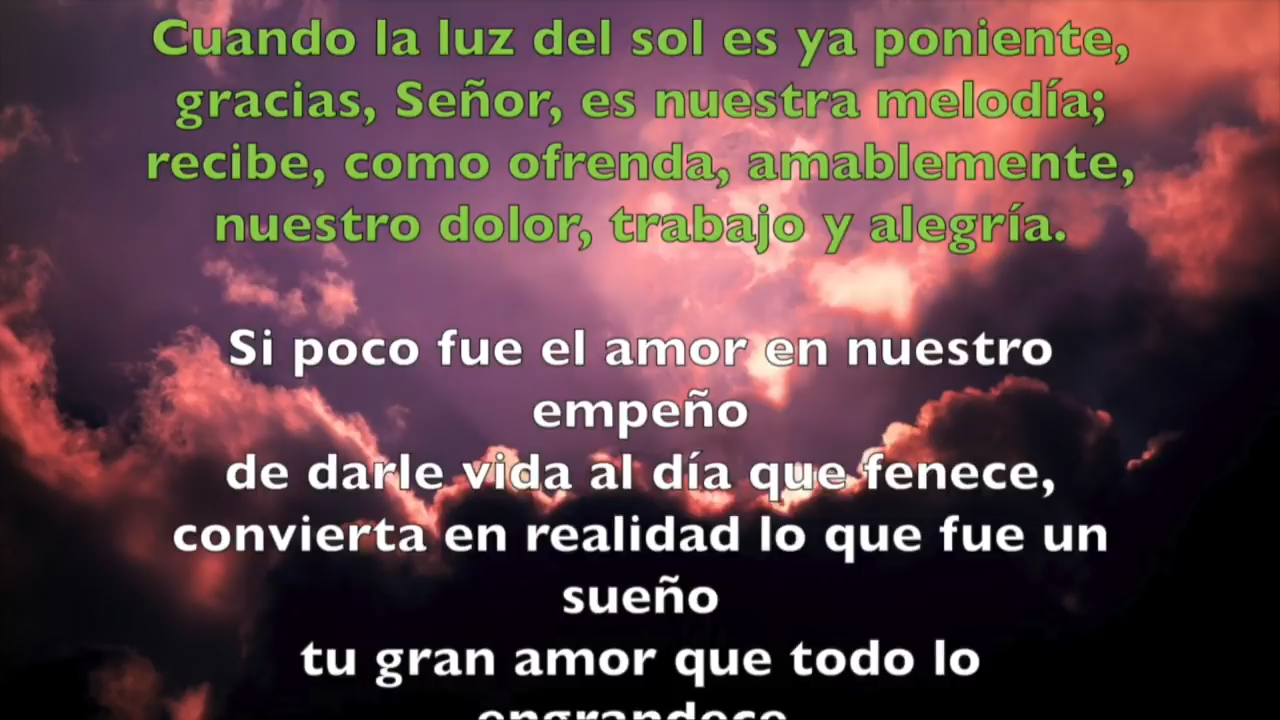 Cuando la luz del sol es ya poniente,
gracias, Señor, es nuestra melodía;
recibe, como ofrenda, amablemente,
nuestro dolor, trabajo y alegría.
Si poco fue el amor en nuestro
empeño
de darle vida al día que fenece,
convierta en realidad lo que fue un
sueño
tu gran amor que todo lo
engrandece.